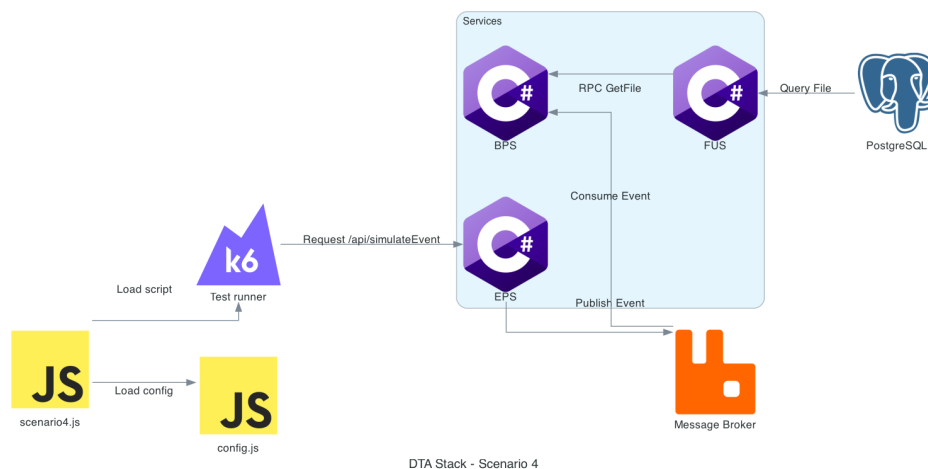 Services
C#
BPS
RPC GetFile
C#
FUS
Query File
PostgreSQL
Consume Event
k6
Test runner
Request /api/simulateEvent
C#
EPS
Publish Event
Message Broker
Load script
JS
scenario4.js
Load config
JS
config.js
DTA Stack - Scenario 4